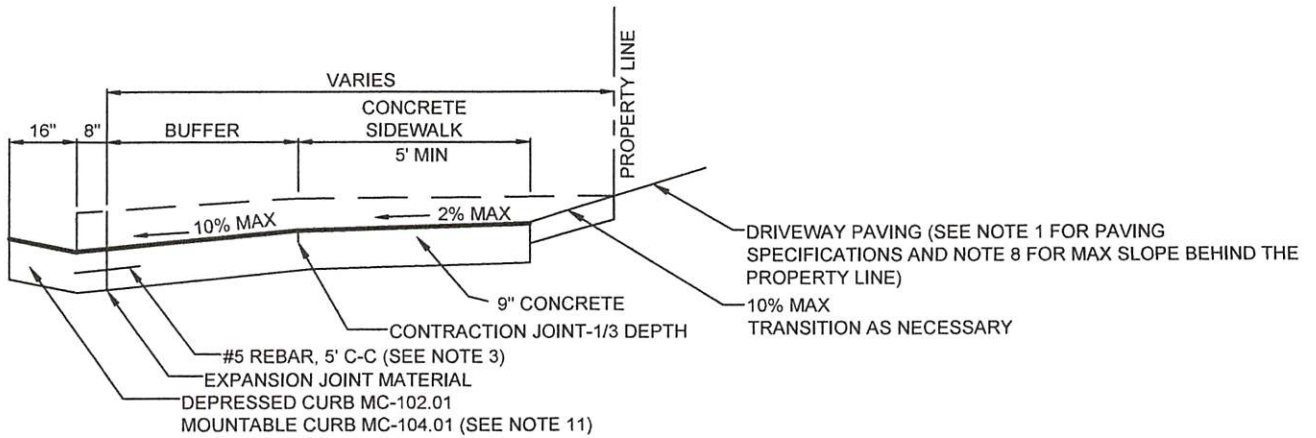 PROPERTY LINE
VARIES
16"
8"
BUFFER
CONCRETE
SIDEWALK
5' MIN
10% MAX
2% MAX
DRIVEWAY PAVING (SEE NOTE 1 FOR PAVING
SPECIFICATIONS AND NOTE 8 FOR MAX SLOPE BEHIND THE
PROPERTY LINE)
9" CONCRETE
10% MAX
TRANSITION AS NECESSARY
CONTRACTION JOINT-1/3 DEPTH
#5 REBAR, 5' C-C (SEE NOTE 3)
EXPANSION JOINT MATERIAL
DEPRESSED CURB MC-102.01
MOUNTABLE CURB MC-104.01 (SEE NOTE 11)